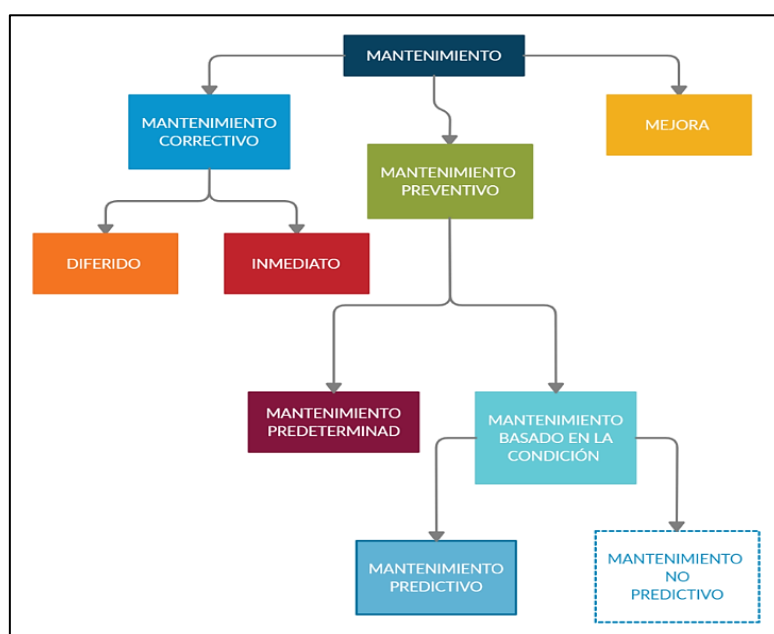 MANTENIMIENTO
MANTENIMIENTO
CORRECTIVO
MEJORA
MANTENIMIENTO
PREVENTIVO
DIFERIDO
INMEDIATO
MANTENIMIENTO
PREDETERMINAD
MANTENIMIENTO
BASADO EN LA
CONDICIÓN
MANTENIMIENTO
PREDICTIVO
MANTENIMIENTO
NO
PREDICTIVO